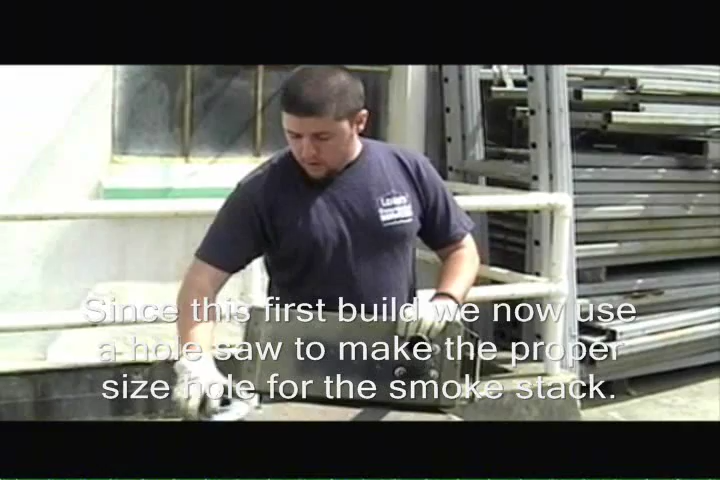 Since this first build we now use
a hole saw to make the proper
size hole for the smoke stack.